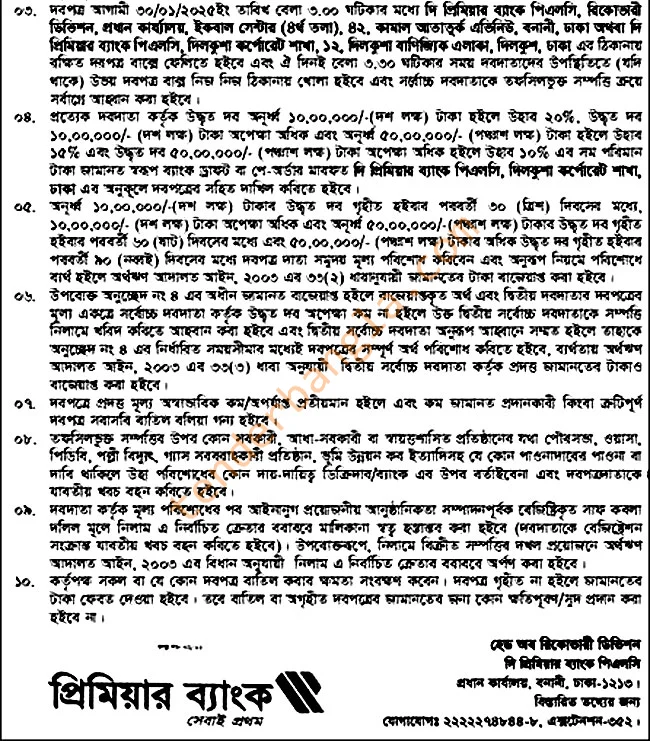 ০৩. দরপত্র আগামী ৩০/০১/২০২৫ইং তারিখ বেলা ৩.০০ ঘটিকার মধ্যে দি প্রিমিয়ার ব্যাংক পিএলসি, রিকোভারী
ডিভিশন, প্রধান কার্যালয়, ইকবাল সেন্টার (৪র্থ তলা), ৪২, কামাল আতাতুর্ক এভিনিউ, বনানী, ঢাকা অথবা দি
প্রিমিয়ার ব্যাংক পিএলসি, দিলকুশা কর্পোরেট শাখা, ১২, দিলকুশা বাণিজ্যিক এলাকা, দিলকুশা, ঢাকা এর ঠিকানায়
রক্ষিত দরপত্র বাক্সে ফেলিতে হইবে এবং ঐ দিনই বেলা ৩.৩০ ঘটিকার সময় দরদাতাদের উপস্থিতিতে (যদি
থাকে) উভয় দরপত্র বাক্স নিজ নিজ ঠিকানায় খোলা হইবে এবং সর্বোচ্চ দরদাতাকে তফসিলভুক্ত সম্পত্তি ক্রয়ে
সর্বাগ্রে আহ্বান করা হইবে।
০৪. প্রত্যেক দরদাতা কর্তৃক উদ্ধৃত দর অনূর্ধ্ব ১০,০০,০০০/-(দশ লক্ষ) টাকা হইলে উহার ২০%, উদ্ধৃত দর
১০,০০,০০০/- (দশ লক্ষ) টাকা অপেক্ষা অধিক এবং অনূর্ধ্ব ৫০,০০,০০০/- (পঞ্চাশ লক্ষ) টাকা হইলে উহার
১৫% এবং উদ্ধৃত দর ৫০,০০,০০০/- (পঞ্চাশ লক্ষ) টাকা অপেক্ষা অধিক হইলে উহার ১০% এর সম পরিমান
টাকা জামানত স্বরূপ ব্যাংক ড্রাফট বা পে-অর্ডার মারফত দি প্রিমিয়ার ব্যাংক পিএলসি, দিলকুশা কর্পোরেট শাখা,
ঢাকা এর অনুকূলে দরপত্রের সহিত দাখিল করিতে হইবে।
০৫. অনূর্ধ্ব ১০,০০,০০০/-(দশ লক্ষ) টাকার উদ্ধৃত দর গৃহীত হইবার পরবর্তী ৩০ (ত্রিশ) দিবসের মধ্যে,
১০,০০,০০০/-(দশ লক্ষ) টাকা অপেক্ষা অধিক এবং অনূর্ধ্ব ৫০,০০,০০০/-(পঞ্চাশ লক্ষ) টাকার উদ্ধৃত দর গৃহীত
হইবার পরবর্তী ৬০ (ষাট) দিবসের মধ্যে এবং ৫০,০০,০০০/-(পঞ্চাশ লক্ষ) টাকার অধিক উদ্ধৃত দর গৃহীত হইবার
পরবর্তী ৯০ (নব্বই) দিবসের মধ্যে দরপত্র দাতা সমুদয় মূল্য পরিশোধ করিবেন এবং অনুরূপ নিয়মে পরিশোধে
ব্যর্থ হইলে অর্থঋণ আদালত আইন, ২০০৩ এর ৩৩(২) ধারানুযায়ী জামানতের টাকা বাজেয়াপ্ত করা হইবে।
০৬. উপরোক্ত অনুচ্ছেদ নং ৪ এর অধীন জামানত বাজেয়াপ্ত হইলে বাজেয়াপ্তকৃত অর্থ এবং দ্বিতীয় দরদাতার দরপত্রের
মূল্য একত্রে সর্বোচ্চ দরদাতা কর্তৃক উদ্ধৃত দর অপেক্ষা কম না হইলে উক্ত দ্বিতীয় সর্বোচ্চ দরদাতাকে সম্পত্তি
নিলামে খরিদ করিতে আহবান করা হইবে এবং দ্বিতীয় সর্বোচ্চ দরদাতা অনুরূপ আহবানে সম্মত হইলে তাহাকে
অনুচ্ছেদ নং ৪ এর নির্ধারিত সময়সীমার মধ্যেই দরপত্রের সম্পূর্ণ অর্থ পরিশোধ করিতে হইবে, ব্যর্থতায় অর্থঋণ
আদালত আইন, ২০০৩ এর ৩৩(৩) ধারা অনুযায়ী দ্বিতীয় সর্বোচ্চ দরদাতা কর্তৃক প্রদত্ত জামানতের টাকাও
বাজেয়াপ্ত করা হইবে।
০৭. দরপত্রে প্রদত্ত মূল্য অস্বাভাবিক কম/অপর্যাপ্ত প্রতীয়মান হইলে এবং কম জামানত প্রদানকারী কিংবা ত্রুটিপূর্ণ
দরপত্র সরাসরি বাতিল বলিয়া গন্য হইবে।
০৮. তফসিলভুক্ত সম্পত্তির উপর কোন সরকারী, আধা-সরকারী বা স্বায়ত্তশাসিত প্রতিষ্ঠানের যথা পৌরসভা, ওয়াসা,
পিডিবি, পল্লী বিদ্যুৎ, গ্যাস সরবরাহকারী প্রতিষ্ঠান, ভূমি উন্নয়ন কর ইত্যাদিসহ যে কোন পাওনাদারের পাওনা বা
দাবি থাকিলে উহা পরিশোধের কোন দায়-দায়িত্ব ডিক্রিদার/ব্যাংক এর উপর বর্তাইবেনা এবং দরপত্রদাতাকে
যাবতীয় খরচ বহন করিতে হইবে।
০৯. দরদাতা কর্তৃক মূল্য পরিশোধের পর আইনানুগ প্রয়োজনীয় আনুষ্ঠানিকতা সম্পাদনপূর্বক রেজিষ্ট্রিকৃত সাফ কবলা
দলিল মূলে নিলাম এ নির্বাচিত ক্রেতার বরাবরে মালিকানা স্বত্ব হস্তান্তর করা হইবে (দরদাতাকে রেজিষ্ট্রেশন
সংক্রান্ত যাবতীয় খরচ বহন করিতে হইবে)। উপরোক্তরূপে, নিলামে বিক্রীত সম্পত্তির দখল প্রয়োজনে অর্থঋণ
আদালত আইন, ২০০৩ এর বিধান অনুযায়ী নিলাম এ নির্বাচিত ক্রেতার বরাবরে অর্পণ করা হইবে।
১০. কর্তৃপক্ষ সকল বা যে কোন দরপত্র বাতিল করার ক্ষমতা সংরক্ষণ করেন। দরপত্র গৃহীত না হইলে জামানতের
টাকা ফেরত দেওয়া হইবে। তবে বাতিল বা অগৃহীত দরপত্রের জামানতের জন্য কোন ক্ষতিপূরণ/সুদ প্রদান করা
হইবে না।
হেড অব রিকোভারী ডিভিশন
দি প্রিমিয়ার ব্যাংক পিএলসি
প্রধান কার্যালয়, বনানী, ঢাকা-১২১৩।
বিস্তারিত তথ্যের জন্য
যোগাযোগঃ ২২২২২৭৪৮৪৪-৮, এক্সটেনশন-৩৫২।
প্রিমিয়ার ব্যাংক
সেবাই প্রথম